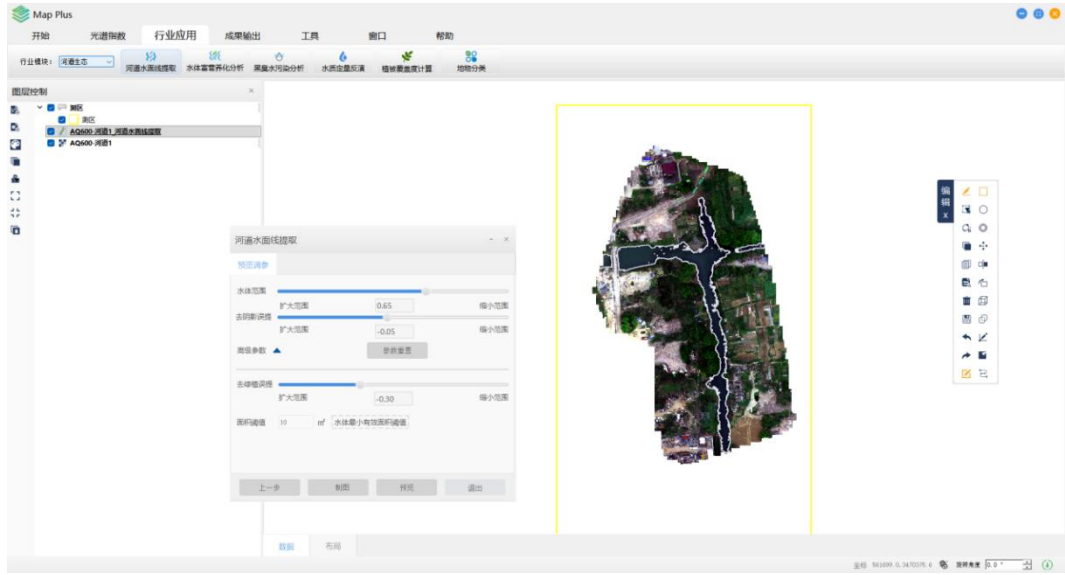 Map Plus
开始 光谱指数 行业应用 成果输出 工具 窗口 帮助
行业模块： 河道生态 河道水面线提取 水体富营养化分析 黑臭水污染分析 水质定量反演 植被覆盖度计算 地物分类
图层控制 ×
测区
测区
AQ600-河道1_河道水面线提取
AQ600-河道1
编辑 x
河道水面线提取 - ×
预览调参
水体范围
扩大范围 0.65 缩小范围
去阴影误提
扩大范围 -0.05 缩小范围
高级参数 参数重置
去绿植误提
扩大范围 -0.30 缩小范围
面积阈值 10 m² 水体最小有效面积阈值
上一步 制图 预览 退出
数据 布局
坐标 旋转角度 0.0 °